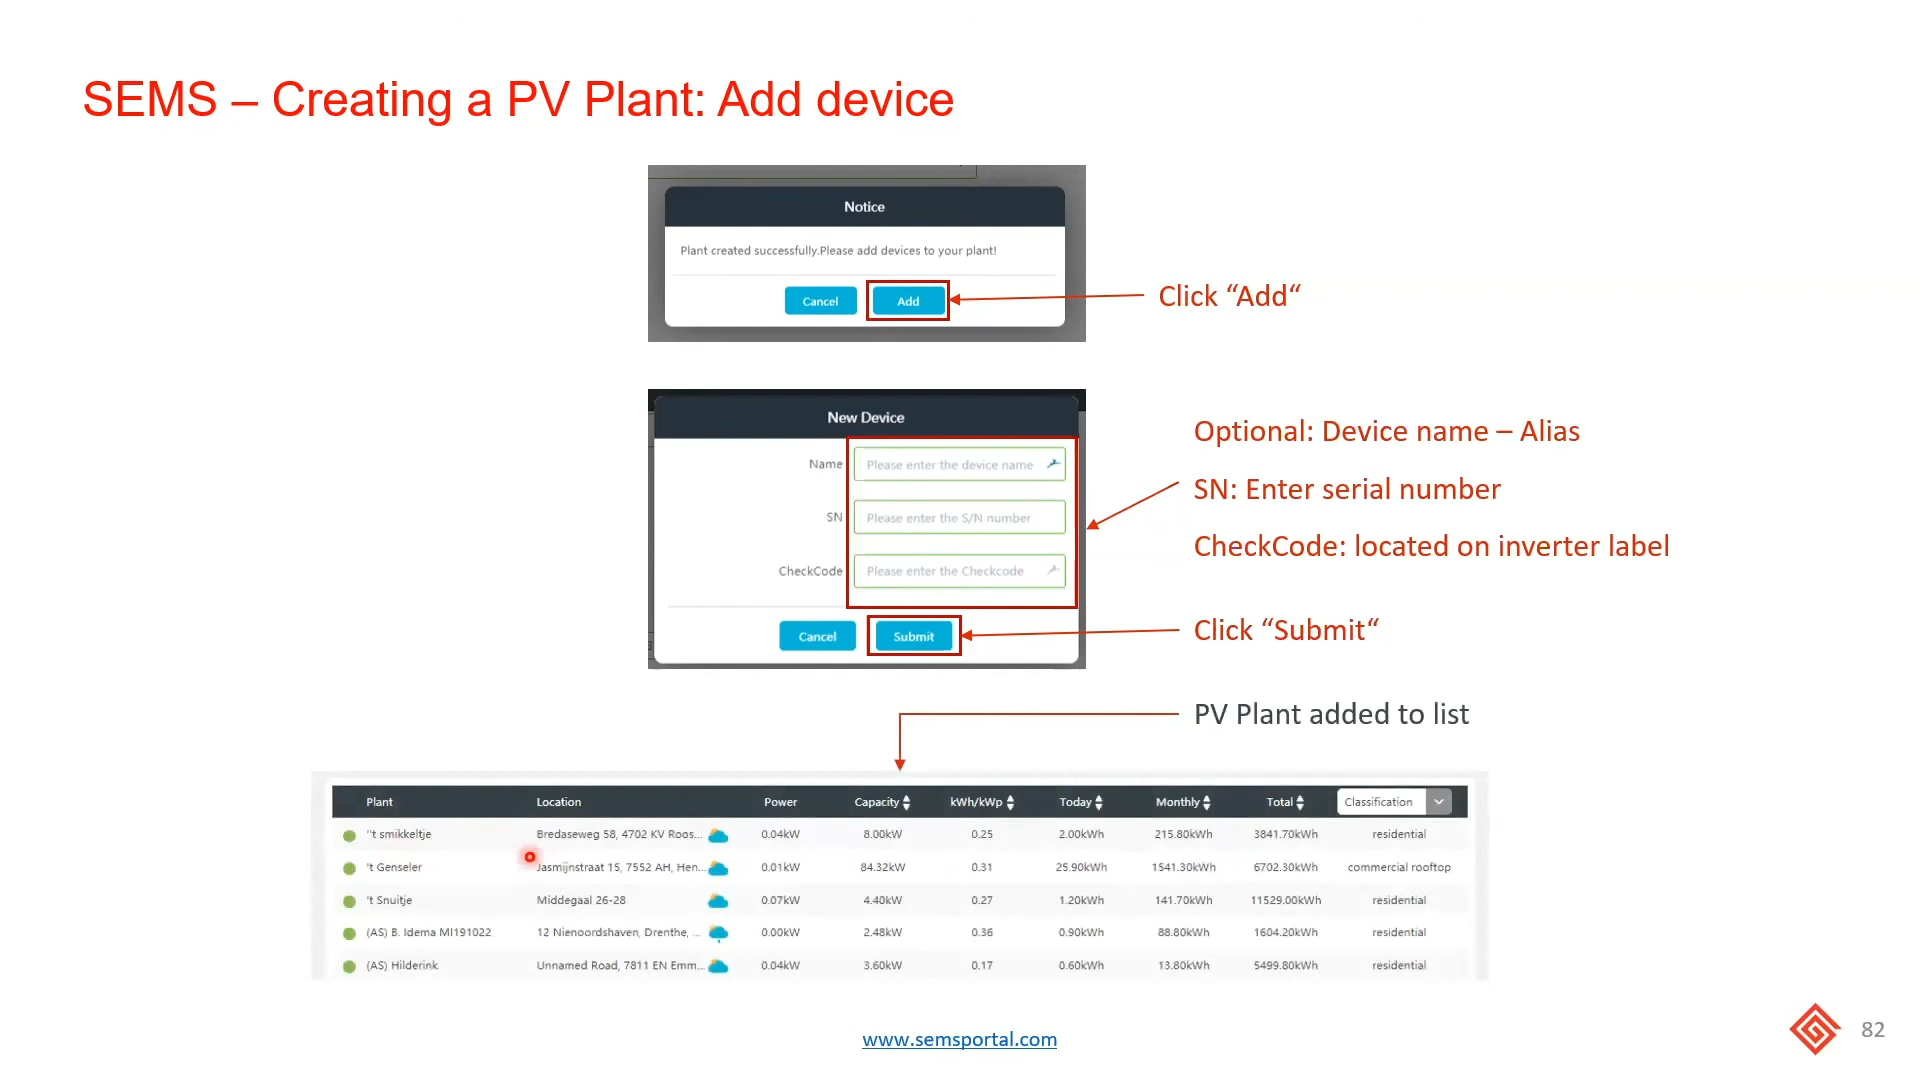 SEMS – Creating a PV Plant: Add device
Notice
Plant created successfully.Please add devices to your plant!
Cancel Add
Click “Add“
New Device
Name Please enter the device name
SN Please enter the S/N number
CheckCode Please enter the Checkcode
Cancel Submit
Optional: Device name – Alias
SN: Enter serial number
CheckCode: located on inverter label
Click “Submit“
PV Plant added to list
Plant Location Power Capacity kWh/kWp Today Monthly Total Classification
''t smikkeltje Bredaseweg 58, 4702 KV Roos... 0.04kW 8.00kW 0.25 2.00kWh 215.80kWh 3841.70kWh residential
't Genseler Jasmijnstraat 15, 7552 AH, Hen... 0.01kW 84.32kW 0.31 25.90kWh 1541.30kWh 6702.30kWh commercial rooftop
't Snuitje Middegaal 26-28 0.07kW 4.40kW 0.27 1.20kWh 141.70kWh 11529.00kWh residential
(AS) B. Idema MI191022 12 Nienoordshaven, Drenthe, ... 0.00kW 2.48kW 0.36 0.90kWh 88.80kWh 1604.20kWh residential
(AS) Hilderink Unnamed Road, 7811 EN Emm... 0.04kW 3.60kW 0.17 0.60kWh 13.80kWh 5499.80kWh residential
www.semsportal.com
82